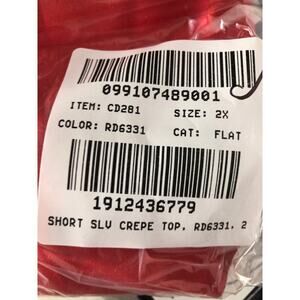 099107489001
ITEM: CD281 SIZE: 2X
COLOR: RD6331 CAT: FLAT
1912436779
SHORT SLV CREPE TOP. RD6331. 2